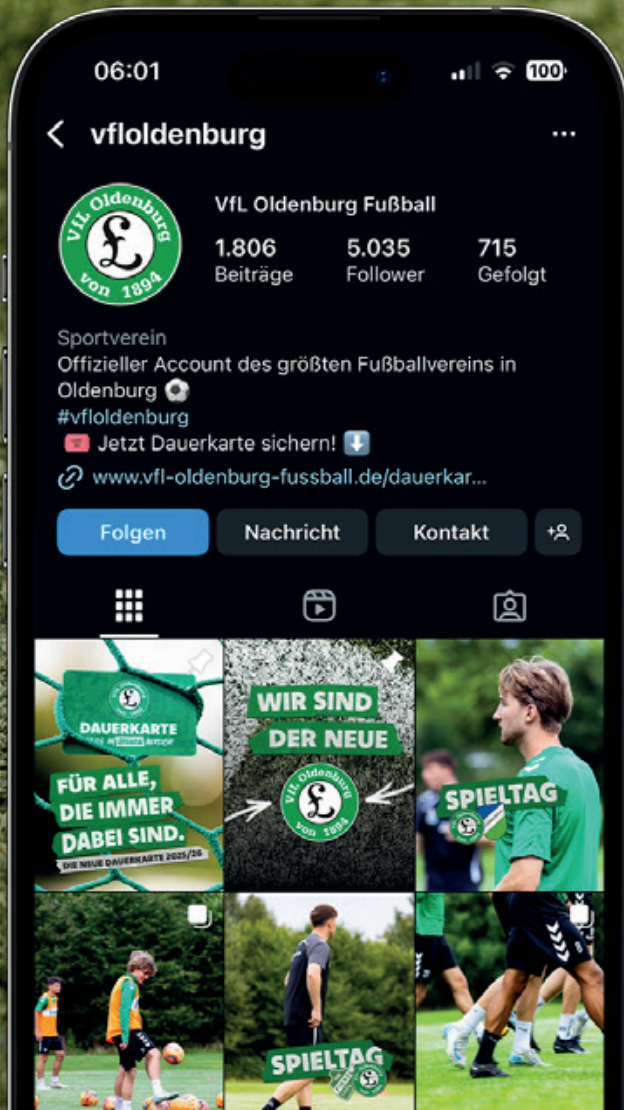 06:01
100
vfloldenburg
VfL Oldenburg
von 1894
VfL Oldenburg Fußball
1.806 5.035 715
Beiträge Follower Gefolgt
Sportverein
Offizieller Account des größten Fußballvereins in
Oldenburg
#vfloldenburg
Jetzt Dauerkarte sichern!
www.vfl-oldenburg-fussball.de/dauerkar...
Folgen Nachricht Kontakt
DAUERKARTE
FÜR ALLE,
DIE IMMER
DABEI SIND.
DIE NEUE DAUERKARTE 2025/26
WIR SIND
DER NEUE
VfL Oldenburg
von 1894
SPIELTAG
SPIELTAG